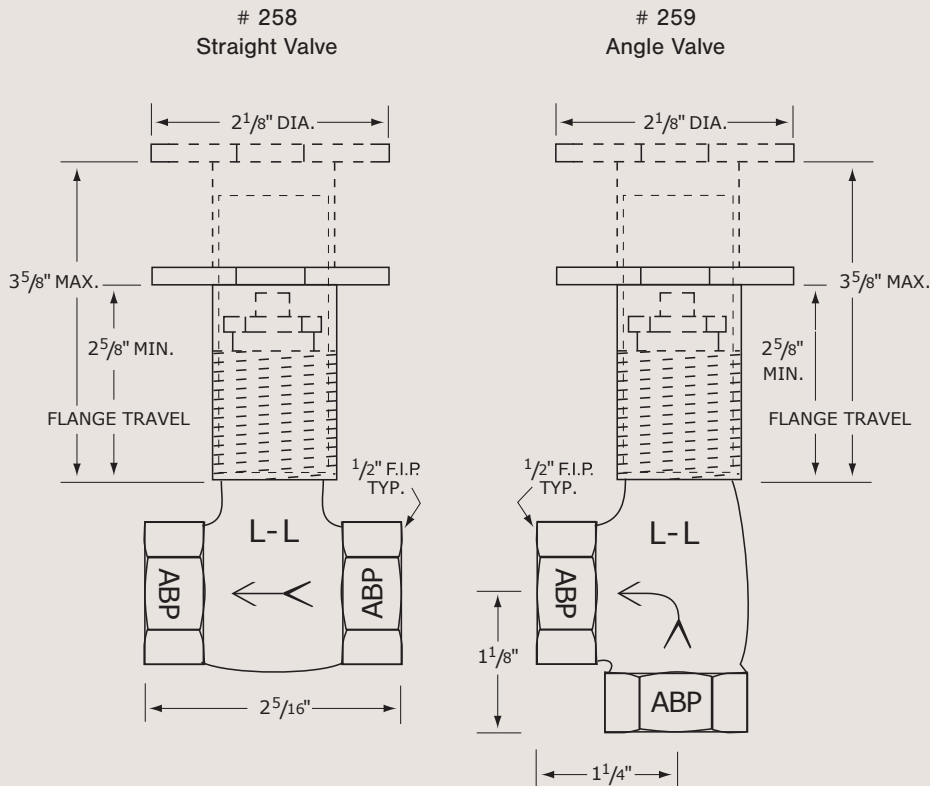 # 258
Straight Valve
2 1/8" DIA.
3 5/8" MAX.
2 5/8" MIN.
FLANGE TRAVEL
1/2" F.I.P.
TYP.
L-L
ABP
ABP
2 5/16"
# 259
Angle Valve
2 1/8" DIA.
3 5/8" MAX.
2 5/8"
MIN.
FLANGE TRAVEL
1/2" F.I.P.
TYP.
L-L
ABP
1 1/8"
ABP
1 1/4"